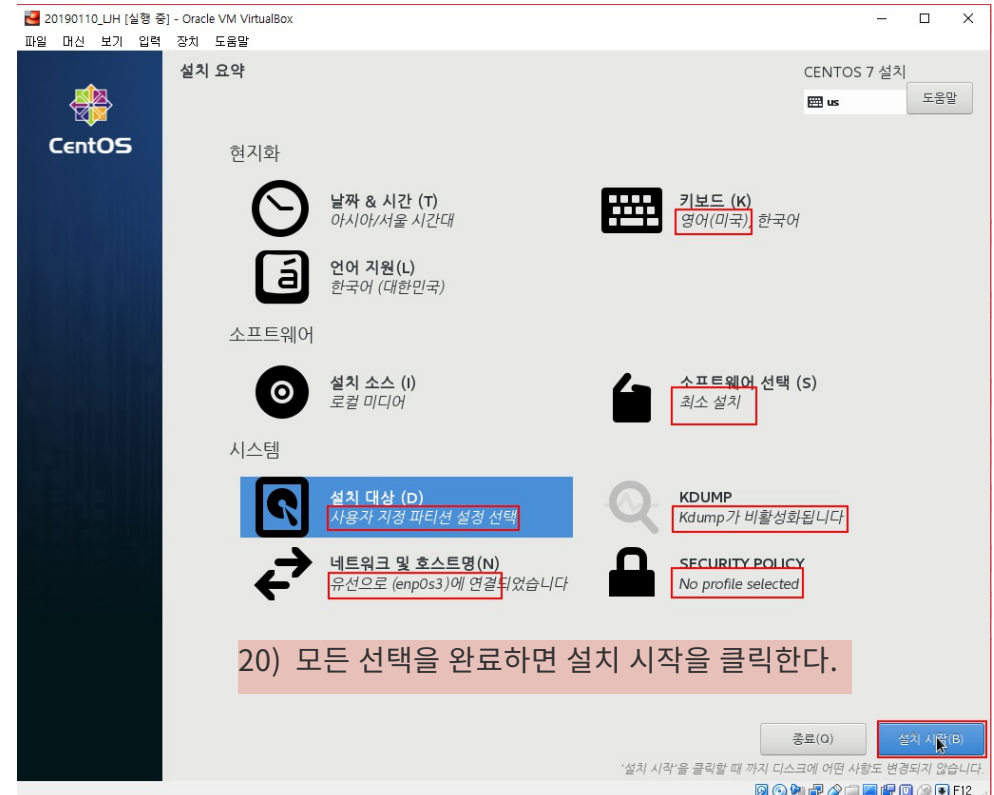 20190110_LJH [실행 중] - Oracle VM VirtualBox
파일 머신 보기 입력 장치 도움말
설치 요약
CENTOS 7 설치
us
도움말
CentOS
현지화
날짜 & 시간 (T)
아시아/서울 시간대
키보드 (K)
영어(미국), 한국어
언어 지원(L)
한국어 (대한민국)
소프트웨어
설치 소스 (I)
로컬 미디어
소프트웨어 선택 (S)
최소 설치
시스템
설치 대상 (D)
사용자 지정 파티션 설정 선택
KDUMP
Kdump가 비활성화됩니다
네트워크 및 호스트명(N)
유선으로 (enp0s3)에 연결되었습니다
SECURITY POLICY
No profile selected
20) 모든 선택을 완료하면 설치 시작을 클릭한다.
종료(Q)
설치 시작(B)
'설치 시작'을 클릭할 때 까지 디스크에 어떤 사항도 변경되지 않습니다.
F12